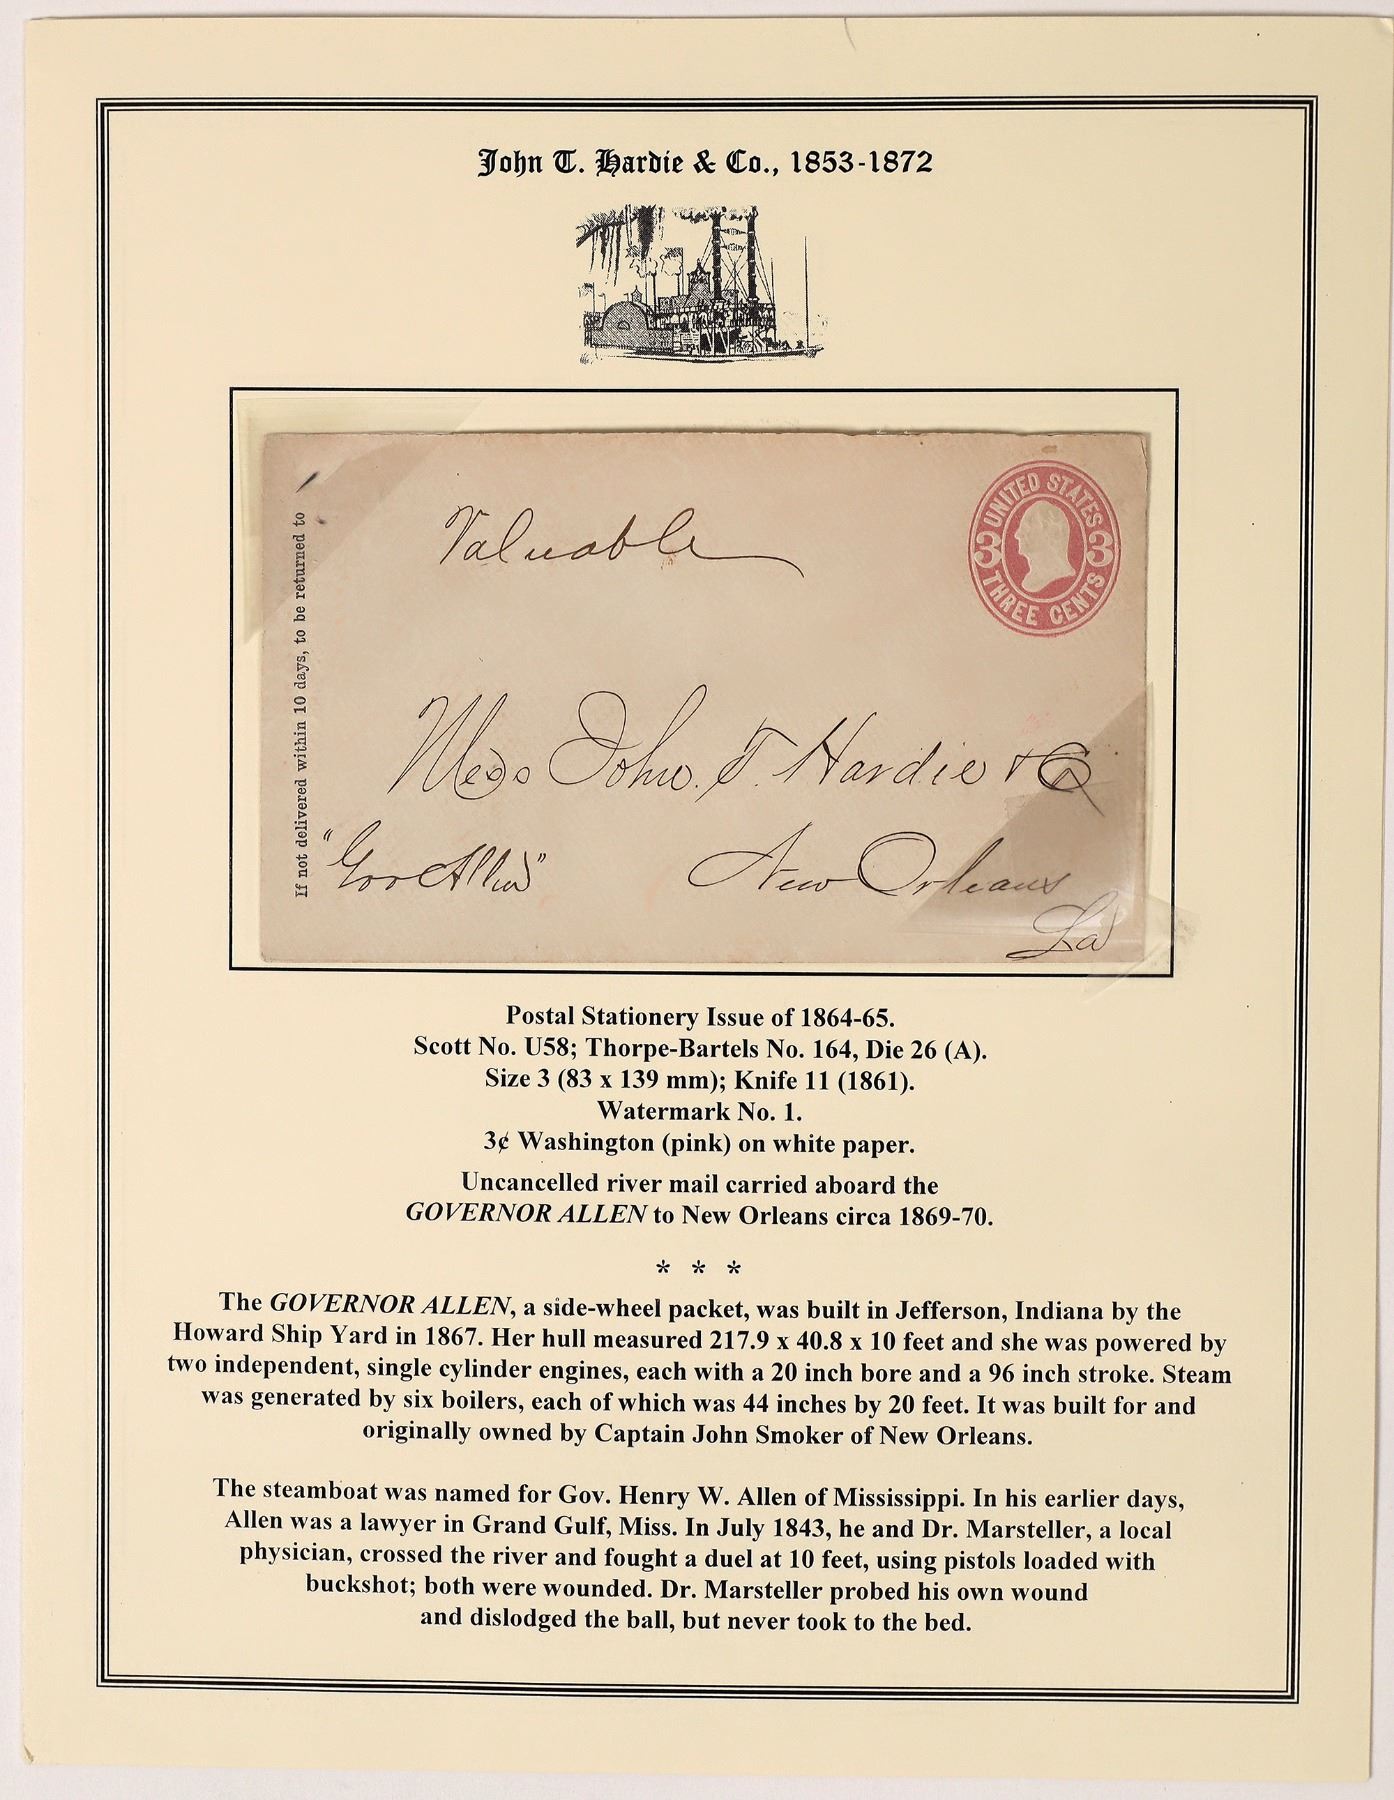 John T. Hardie & Co., 1853-1872
Valuable
UNITED STATES
3 3
THREE CENTS
If not delivered within 10 days, to be returned to
Mess John. T. Hardie & Co
"Gov Allen" New Orleans
La
Postal Stationery Issue of 1864-65.
Scott No. U58; Thorpe-Bartels No. 164, Die 26 (A).
Size 3 (83 x 139 mm); Knife 11 (1861).
Watermark No. 1.
3¢ Washington (pink) on white paper.
Uncancelled river mail carried aboard the
GOVERNOR ALLEN to New Orleans circa 1869-70.
* * *
The GOVERNOR ALLEN, a side-wheel packet, was built in Jefferson, Indiana by the
Howard Ship Yard in 1867. Her hull measured 217.9 x 40.8 x 10 feet and she was powered by
two independent, single cylinder engines, each with a 20 inch bore and a 96 inch stroke. Steam
was generated by six boilers, each of which was 44 inches by 20 feet. It was built for and
originally owned by Captain John Smoker of New Orleans.
The steamboat was named for Gov. Henry W. Allen of Mississippi. In his earlier days,
Allen was a lawyer in Grand Gulf, Miss. In July 1843, he and Dr. Marsteller, a local
physician, crossed the river and fought a duel at 10 feet, using pistols loaded with
buckshot; both were wounded. Dr. Marsteller probed his own wound
and dislodged the ball, but never took to the bed.